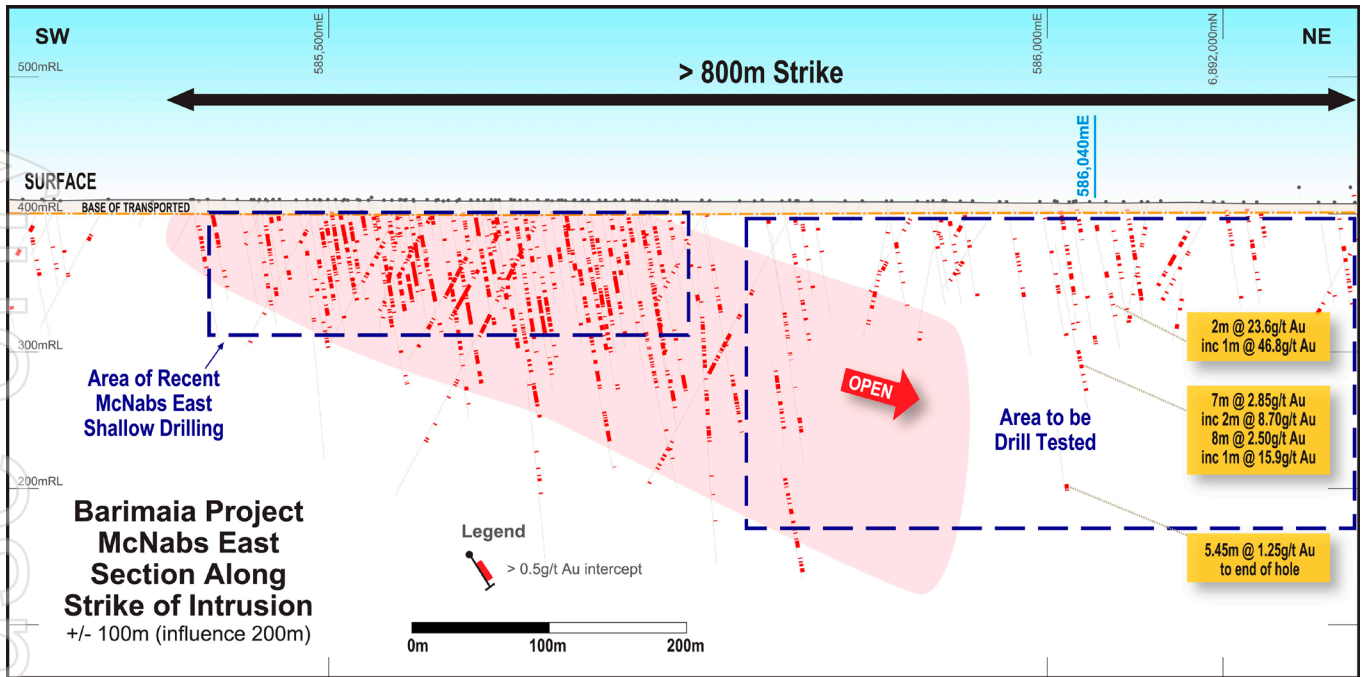 SW
585,500mE
586,000mE
6,892,000mN
NE
500mRL
> 800m Strike
586,040mE
SURFACE
400mRL
BASE OF TRANSPORTED
2m @ 23.6g/t Au
inc 1m @ 46.8g/t Au
300mRL
Area of Recent
McNabs East
Shallow Drilling
OPEN
7m @ 2.85g/t Au
inc 2m @ 8.70g/t Au
8m @ 2.50g/t Au
inc 1m @ 15.9g/t Au
Area to be
Drill Tested
200mRL
Barimaia Project
McNabs East
Section Along
Strike of Intrusion
+/- 100m (influence 200m)
Legend
> 0.5g/t Au intercept
5.45m @ 1.25g/t Au
to end of hole
0m
100m
200m